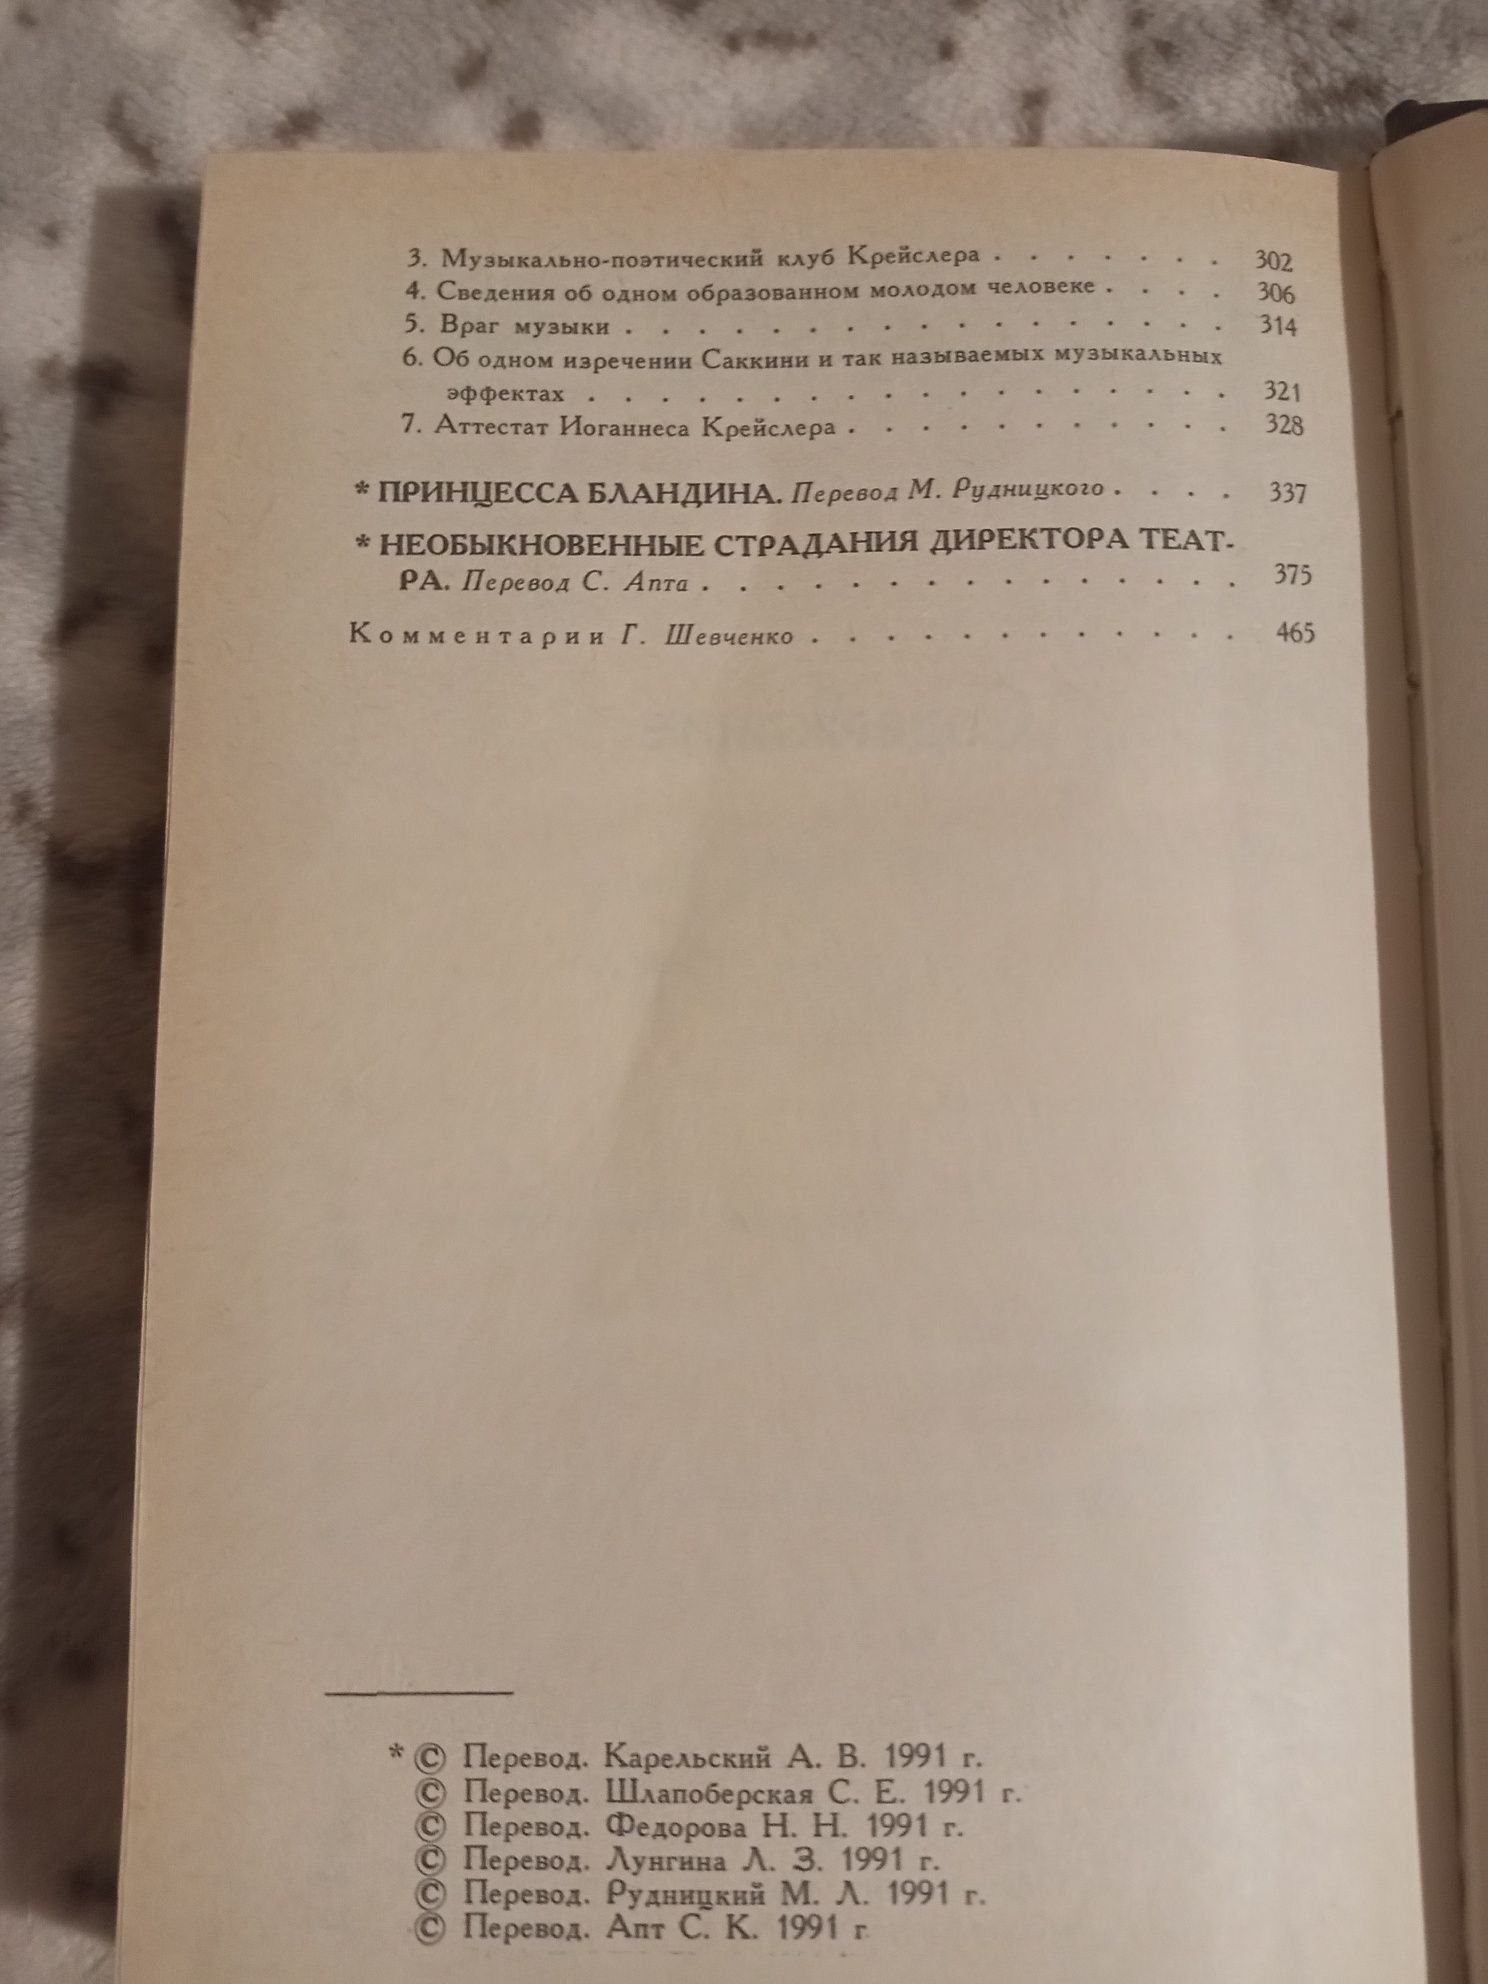 3. Музыкально-поэтический клуб Крейслера . . . . . . . 302
4. Сведения об одном образованном молодом человеке . . . . 306
5. Враг музыки . . . . . . . . . . . . . . . 314
6. Об одном изречении Саккини и так называемых музыкальных
эффектах . . . . . . . . . . . . . . . . 321
7. Аттестат Иоганнеса Крейслера . . . . . . . . . . . 328
* ПРИНЦЕССА БЛАНДИНА. Перевод М. Рудницкого . . . . 337
* НЕОБЫКНОВЕННЫЕ СТРАДАНИЯ ДИРЕКТОРА ТЕАТ-
РА. Перевод С. Апта . . . . . . . . . . . . . . . 375
Комментарии Г. Шевченко . . . . . . . . . . . . 465
* © Перевод. Карельский А. В. 1991 г.
© Перевод. Шлапоберская С. Е. 1991 г.
© Перевод. Федорова Н. Н. 1991 г.
© Перевод. Лунгина Л. З. 1991 г.
© Перевод. Рудницкий М. Л. 1991 г.
© Перевод. Апт С. К. 1991 г